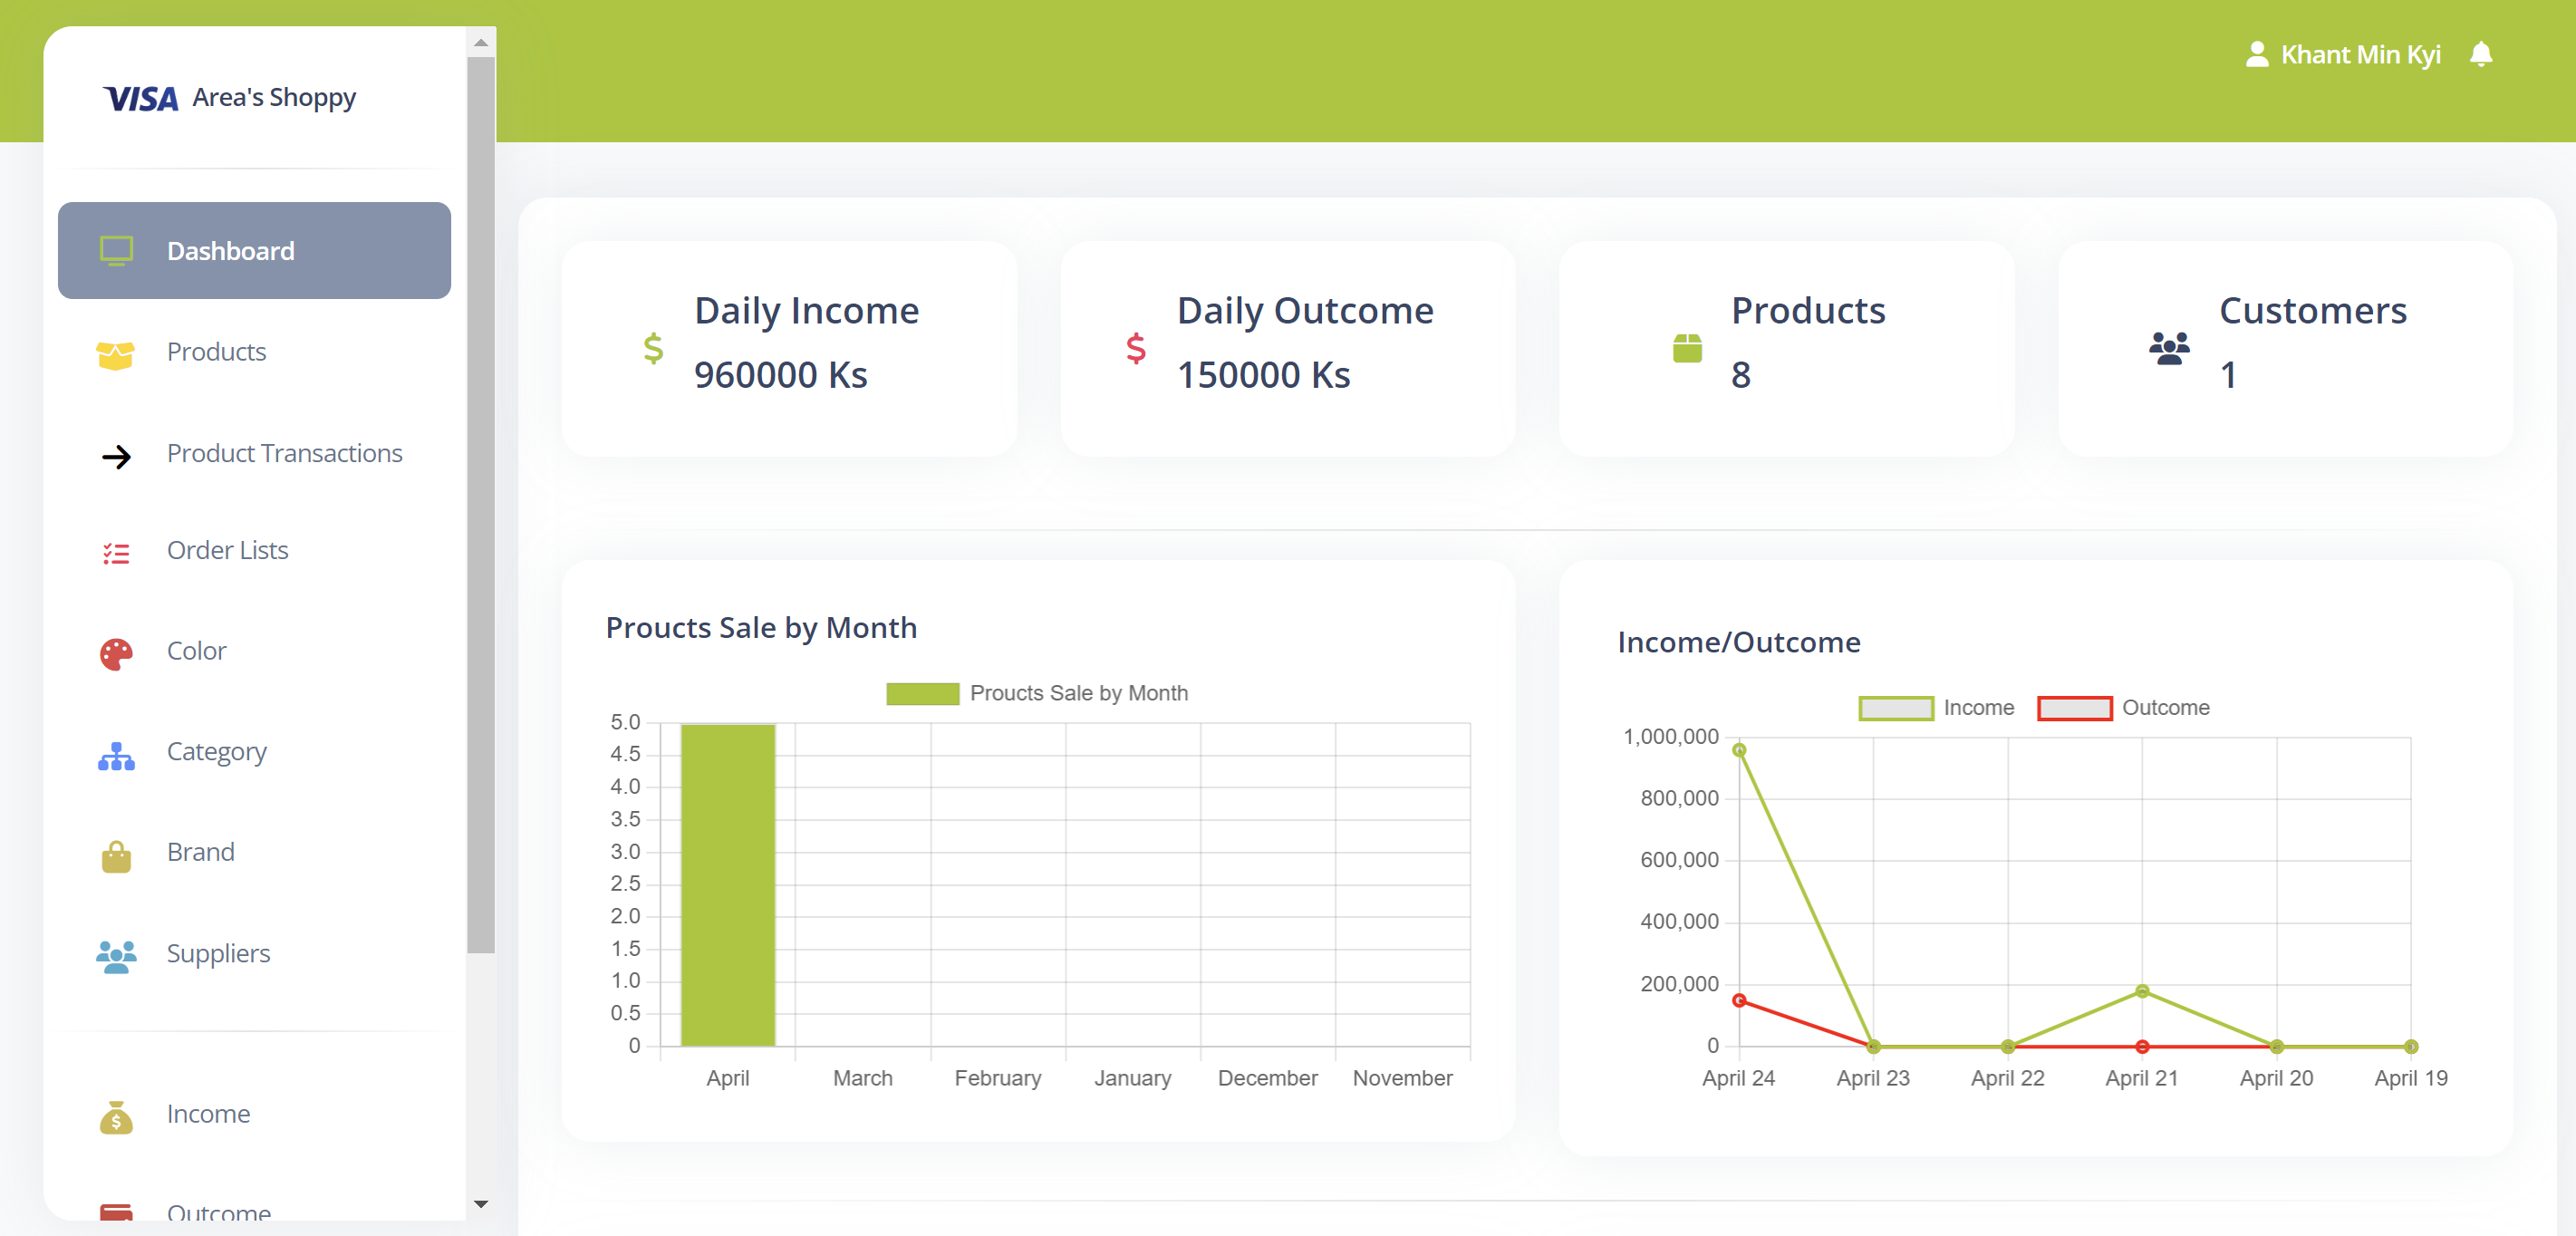 Khant Min Kyi
VISA Area's Shoppy
Dashboard
Products
Product Transactions
Order Lists
Color
Category
Brand
Suppliers
Income
Outcome
Daily Income
960000 Ks
Daily Outcome
150000 Ks
Products
8
Customers
1
Proucts Sale by Month
Proucts Sale by Month
5.0
4.5
4.0
3.5
3.0
2.5
2.0
1.5
1.0
0.5
0
April March February January December November
Income/Outcome
Income Outcome
1,000,000
800,000
600,000
400,000
200,000
0
April 24 April 23 April 22 April 21 April 20 April 19